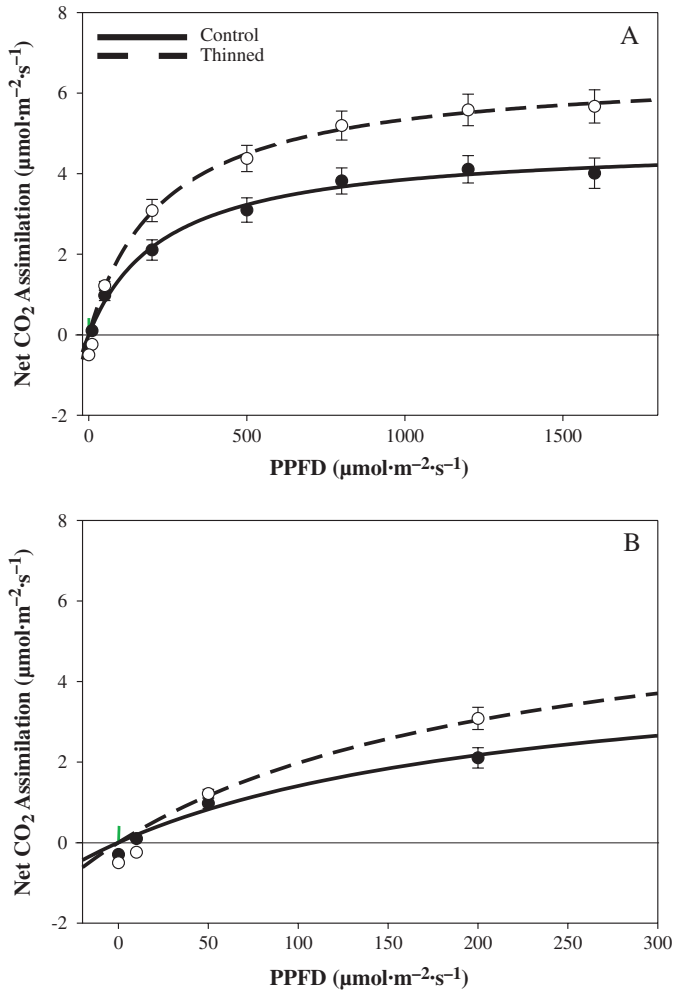 8
6
4
2
0
-2
Net CO₂ Assimilation (µmol·m⁻²·s⁻¹)
Control
Thinned
A
0 500 1000 1500
PPFD (µmol·m⁻²·s⁻¹)
8
6
4
2
0
-2
Net CO₂ Assimilation (µmol·m⁻²·s⁻¹)
B
0 50 100 150 200 250 300
PPFD (µmol·m⁻²·s⁻¹)